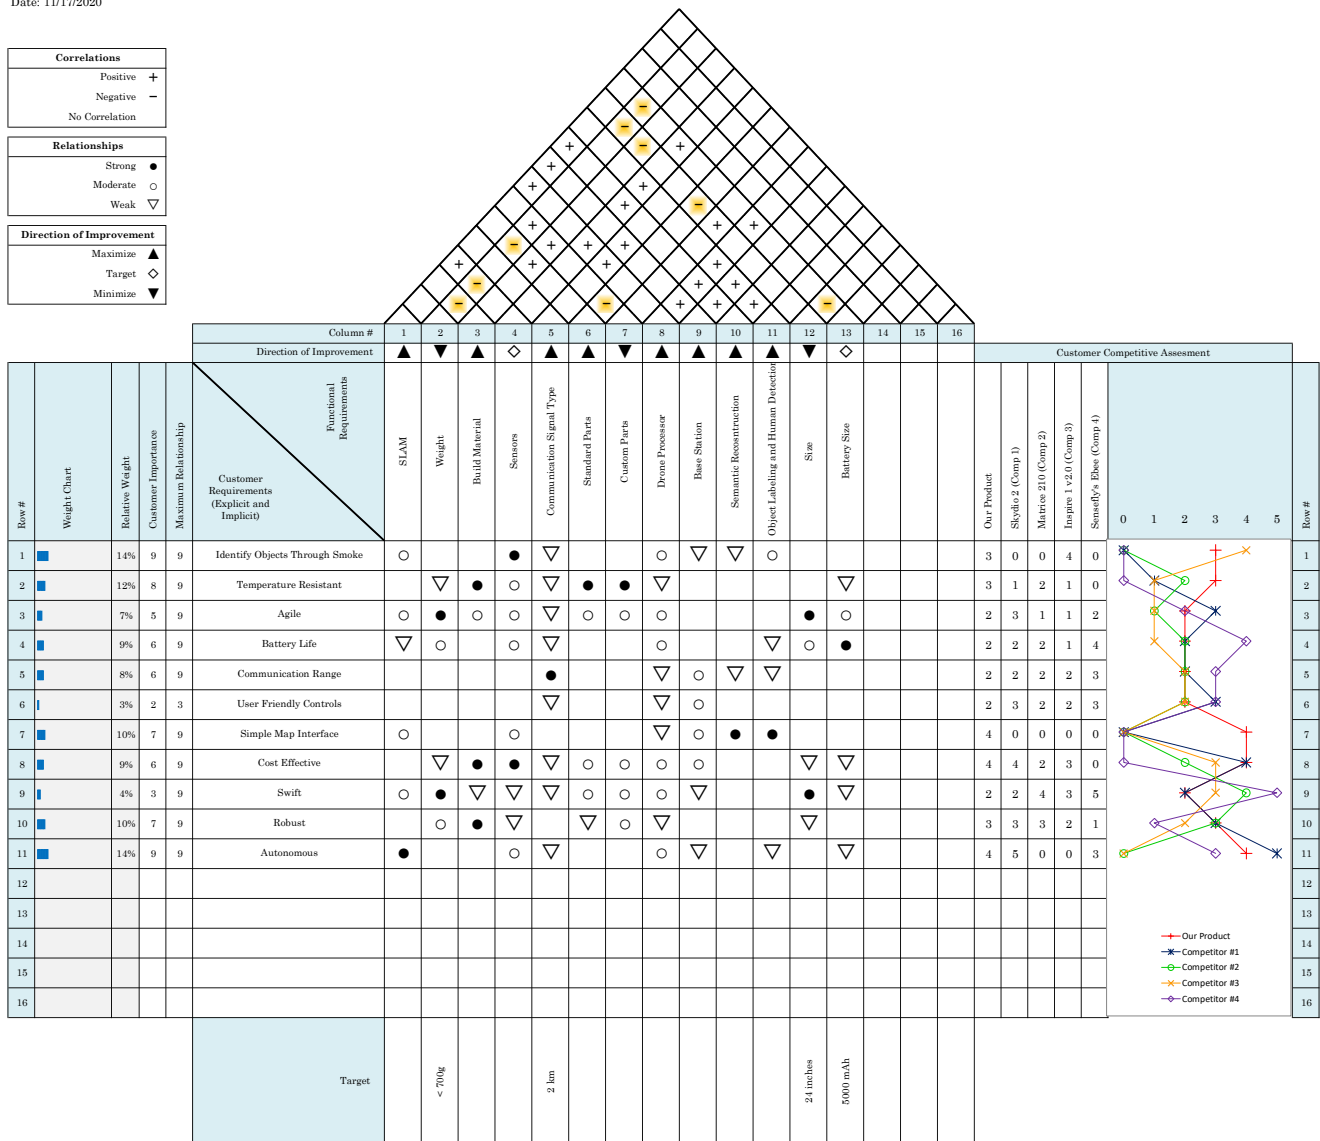 Date: 11/17/2020
Correlations
Positive +
Negative −
No Correlation
Relationships
Strong ●
Moderate ○
Weak ▽
Direction of Improvement
Maximize ▲
Target ◇
Minimize ▼
Column # 1 2 3 4 5 6 7 8 9 10 11 12 13 14 15 16
Direction of Improvement ▲ ▼ ▲ ◇ ▲ ▲ ▼ ▲ ▲ ▲ ▲ ▼ ◇
Customer Competitive Assesment
Row #
Weight Chart
Relative Weight
Customer Importance
Maximum Relationship
Customer
Requirements
(Explicit and
Implicit)
Functional
Requirements
SLAM
Weight
Build Material
Sensors
Communication Signal Type
Standard Parts
Custom Parts
Drone Processor
Base Station
Semantic Recosntruction
Object Labeling and Human Detection
Size
Battery Size
Our Product
Skydio 2 (Comp 1)
Matrice 210 (Comp 2)
Inspire 1 v2.0 (Comp 3)
Sensefly's Ebee (Comp 4)
0 1 2 3 4 5
Row #
1 14% 9 9 Identify Objects Through Smoke ○ ● ▽ ○ ▽ ▽ ○ 3 0 0 4 0 1
2 12% 8 9 Temperature Resistant ▽ ● ○ ▽ ● ● ▽ ▽ 3 1 2 1 0 2
3 7% 5 9 Agile ○ ● ○ ○ ▽ ○ ○ ○ ● ○ 2 3 1 1 2 3
4 9% 6 9 Battery Life ▽ ○ ○ ▽ ○ ▽ ○ ● 2 2 2 1 4 4
5 8% 6 9 Communication Range ● ▽ ○ ▽ ▽ 2 2 2 2 3 5
6 3% 2 3 User Friendly Controls ▽ ▽ ○ 2 3 2 2 3 6
7 10% 7 9 Simple Map Interface ○ ○ ▽ ○ ● ● 4 0 0 0 0 7
8 9% 6 9 Cost Effective ▽ ● ● ▽ ○ ○ ○ ○ ▽ ▽ 4 4 2 3 0 8
9 4% 3 9 Swift ○ ● ▽ ▽ ▽ ○ ○ ○ ▽ ● ▽ 2 2 4 3 5 9
10 10% 7 9 Robust ○ ● ▽ ▽ ○ ▽ ▽ 3 3 3 2 1 10
11 14% 9 9 Autonomous ● ○ ▽ ○ ▽ ▽ ▽ 4 5 0 0 3 11
12 12
13 13
14 14
15 15
16 16
Our Product
Competitor #1
Competitor #2
Competitor #3
Competitor #4
Target
< 700g
2 km
24 inches
5000 mAh